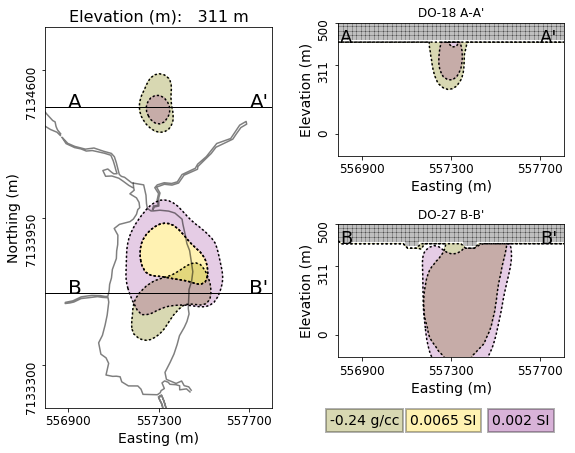 Elevation (m):   311 m
Northing (m)
7134600
7133950
7133300
A A'
B B'
556900 557300 557700
Easting (m)
DO-18 A-A'
Elevation (m)
500
311
0
A A'
556900 557300 557700
Easting (m)
DO-27 B-B'
Elevation (m)
500
311
0
B B'
556900 557300 557700
Easting (m)
-0.24 g/cc 0.0065 SI 0.002 SI